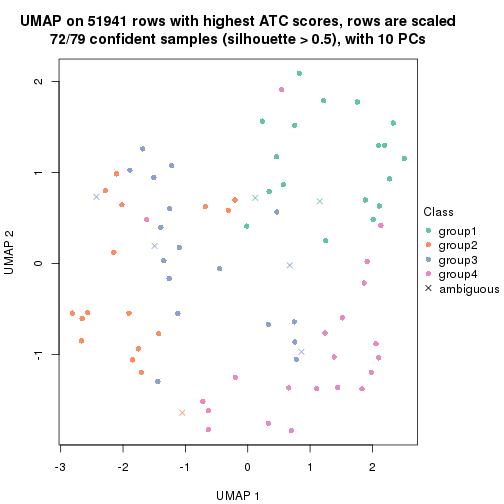 UMAP on 51941 rows with highest ATC scores, rows are scaled
72/79 confident samples (silhouette > 0.5), with 10 PCs
UMAP 2
2
1
0
-1
-3
-2
-1
0
1
2
UMAP 1
Class
group1
group2
group3
group4
ambiguous